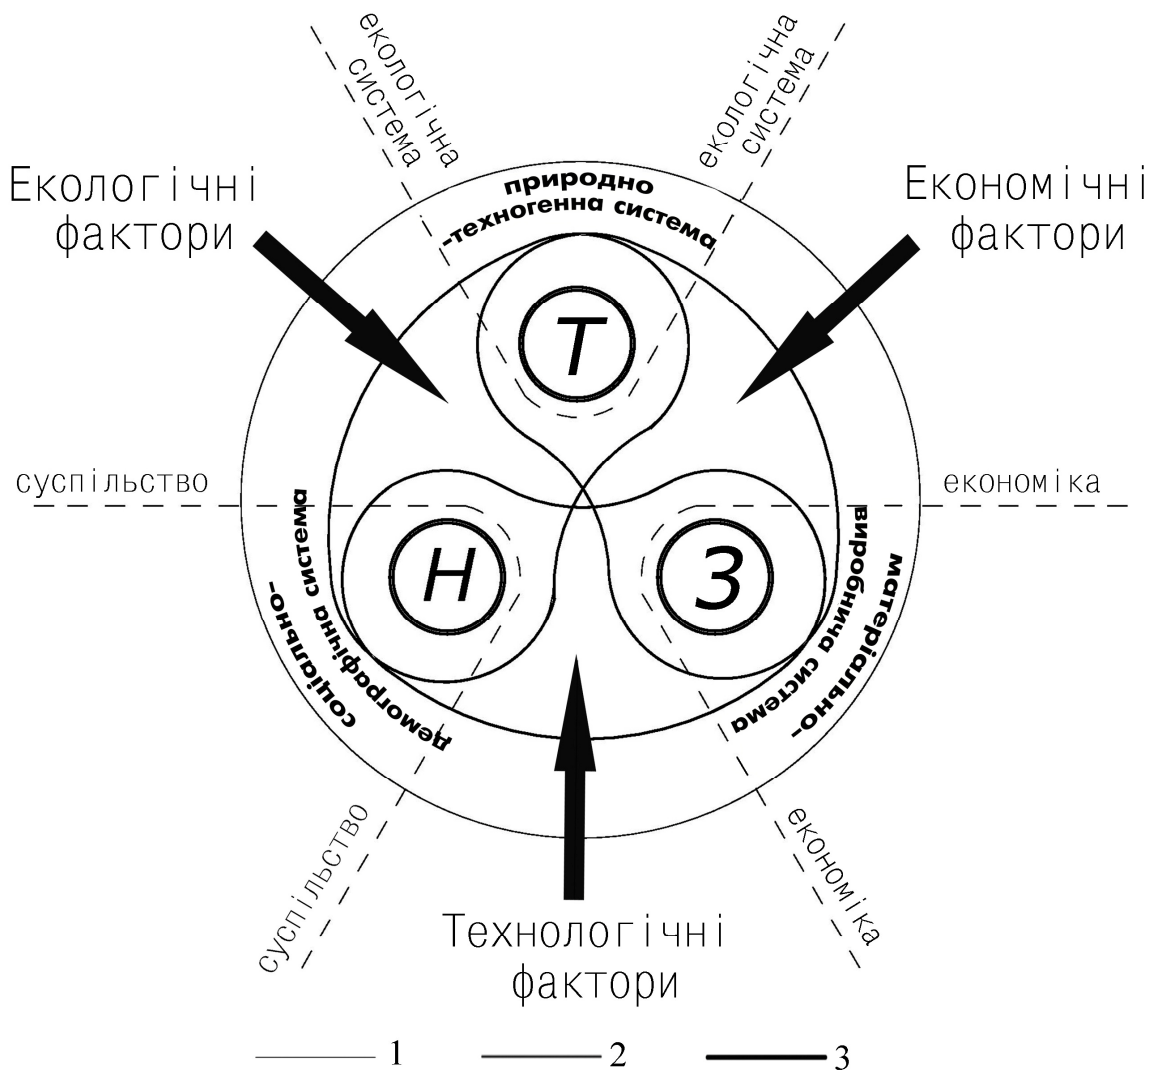 екологічна
система
екологічна
система
Екологічні
фактори
Економічні
фактори
природно
-техногенна система
Т
суспільство
економіка
Н
З
соціально-
демографічна система
матеріально-
виробнича система
суспільство
економіка
Технологічні
фактори
1
2
3